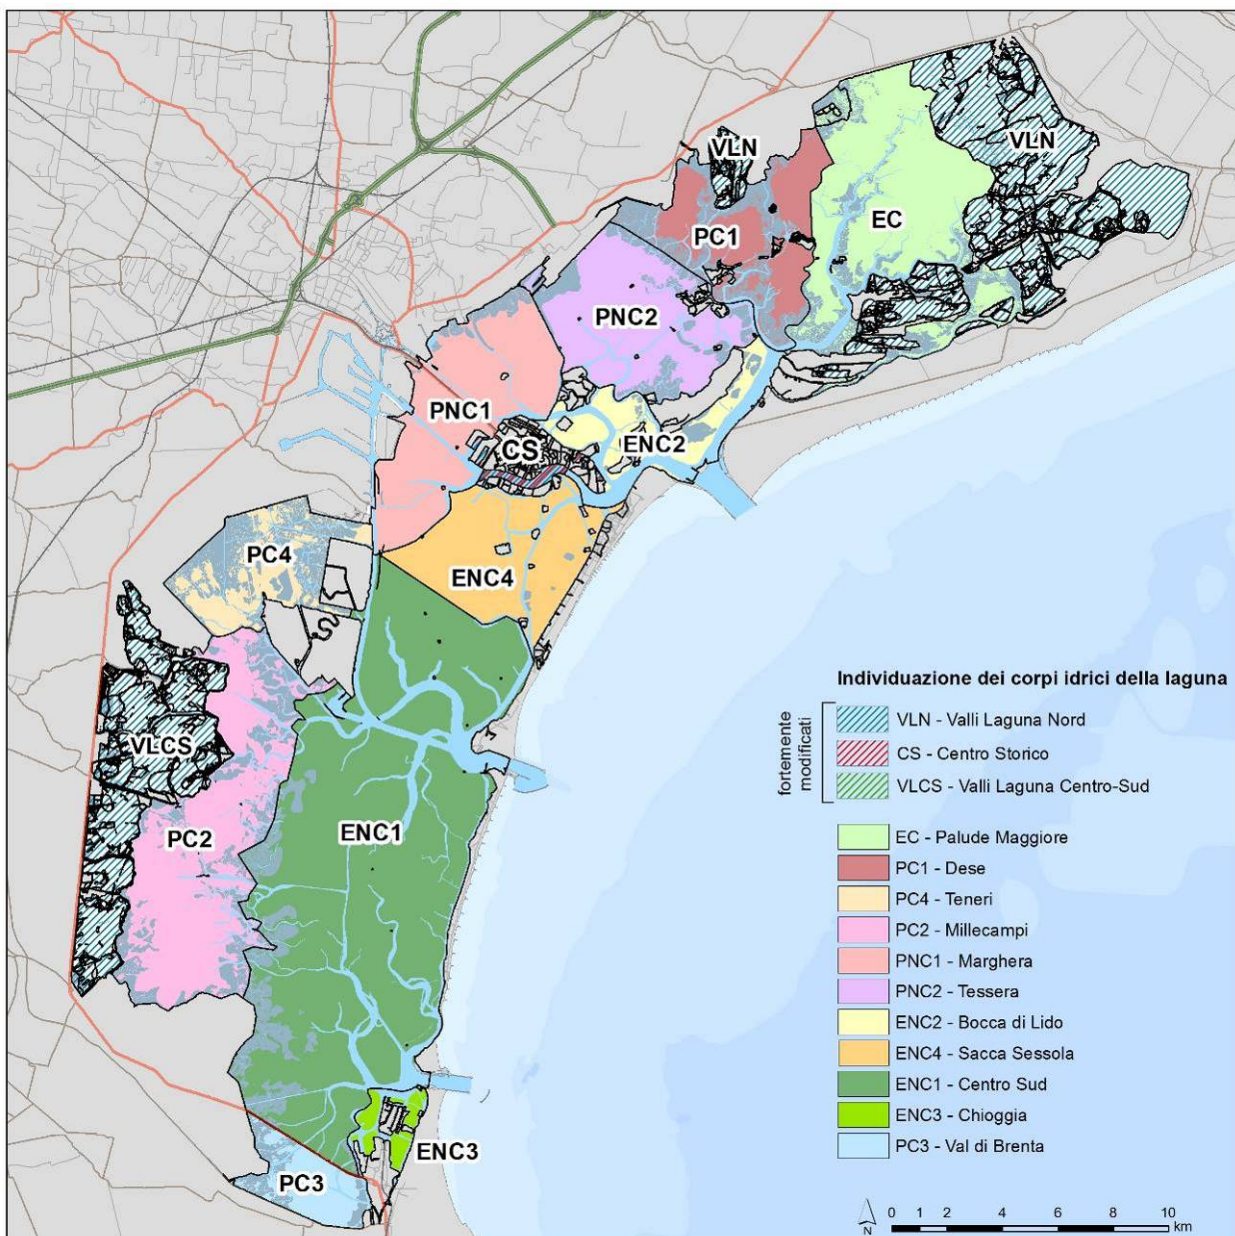 VLN
VLN
PC1
EC
PNC2
PNC1
CS
ENC2
PC4
ENC4
VLCS
PC2
ENC1
ENC3
PC3
Individuazione dei corpi idrici della laguna
fortemente
modificati
VLN - Valli Laguna Nord
CS - Centro Storico
VLCS - Valli Laguna Centro-Sud
EC - Palude Maggiore
PC1 - Dese
PC4 - Teneri
PC2 - Millecampi
PNC1 - Marghera
PNC2 - Tessera
ENC2 - Bocca di Lido
ENC4 - Sacca Sessola
ENC1 - Centro Sud
ENC3 - Chioggia
PC3 - Val di Brenta
N
0 1 2 4 6 8 10
km